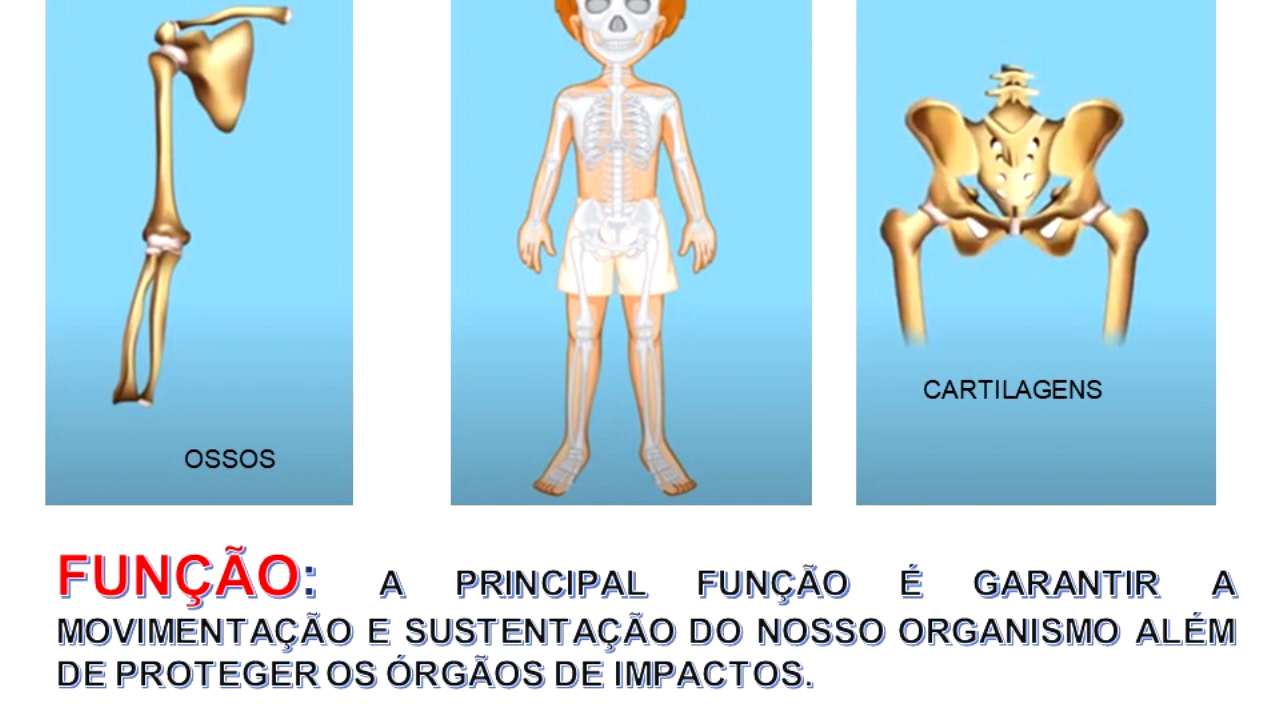 OSSOS
CARTILAGENS
FUNÇÃO: A PRINCIPAL FUNÇÃO É GARANTIR A
MOVIMENTAÇÃO E SUSTENTAÇÃO DO NOSSO ORGANISMO ALÉM
DE PROTEGER OS ÓRGÃOS DE IMPACTOS.